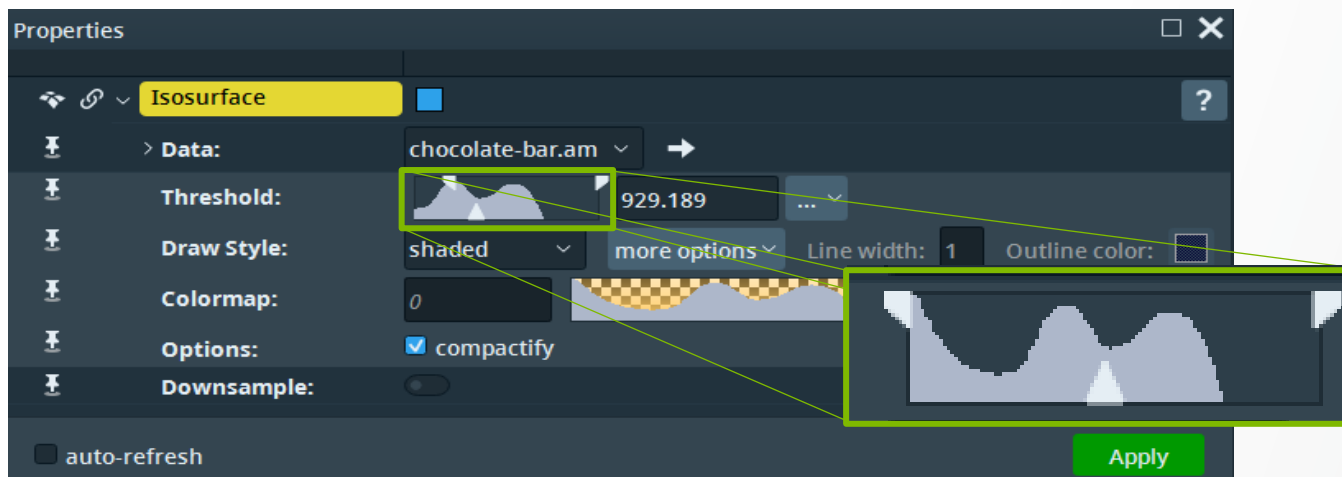 Properties
Isosurface
?
Data: chocolate-bar.am
Threshold: 929.189 ...
Draw Style: shaded more options Line width: 1 Outline color:
Colormap: 0
Options: compactify
Downsample:
auto-refresh Apply